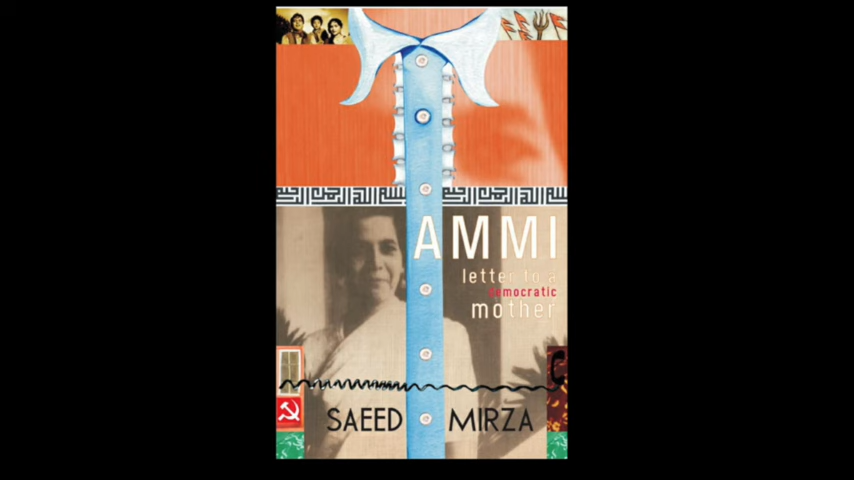 AMMI
letter to a
democratic
mother
SAEED MIRZA